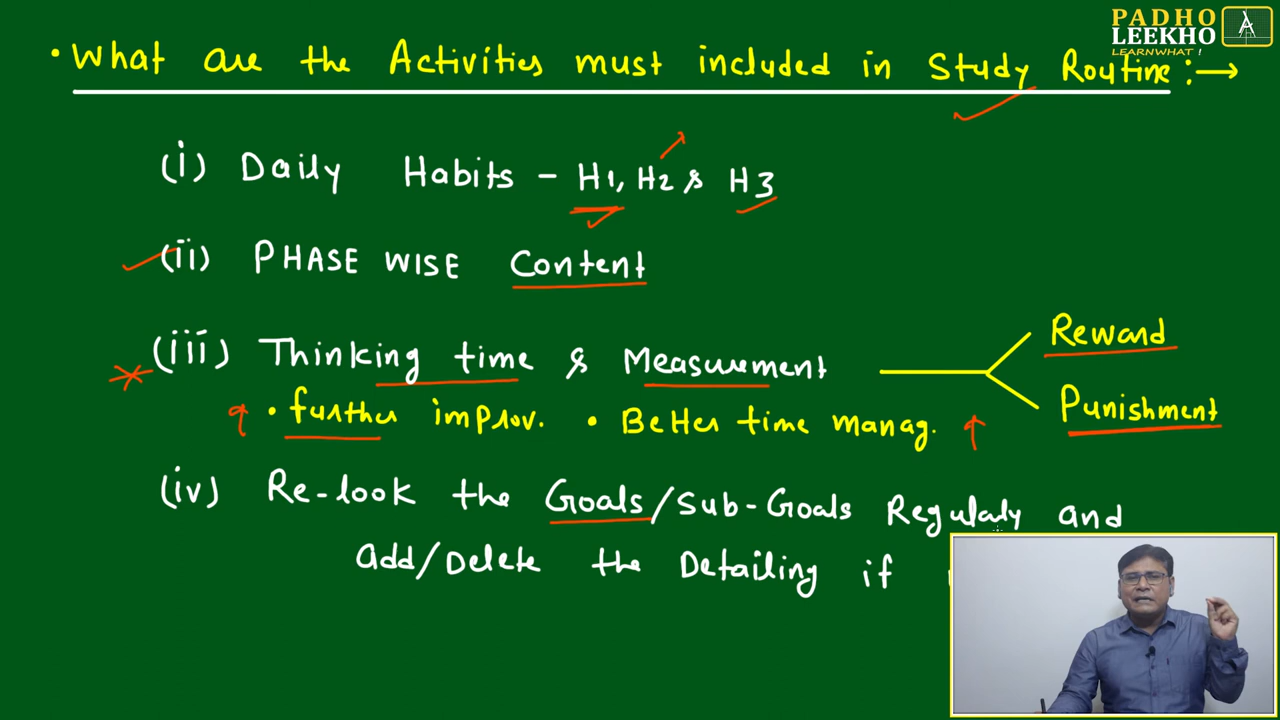 PADHO
LEEKHO
LEARNWHAT !
• What are the Activities must included in Study Routine :→
(i) Daily Habits - H1, H2 & H3
(ii) PHASE WISE Content
(iii) Thinking time & Measurement
Reward
Punishment
• further improv. • Better time manag.
(iv) Re-look the Goals/Sub-Goals Regularly and
Add/Delete the Detailing if